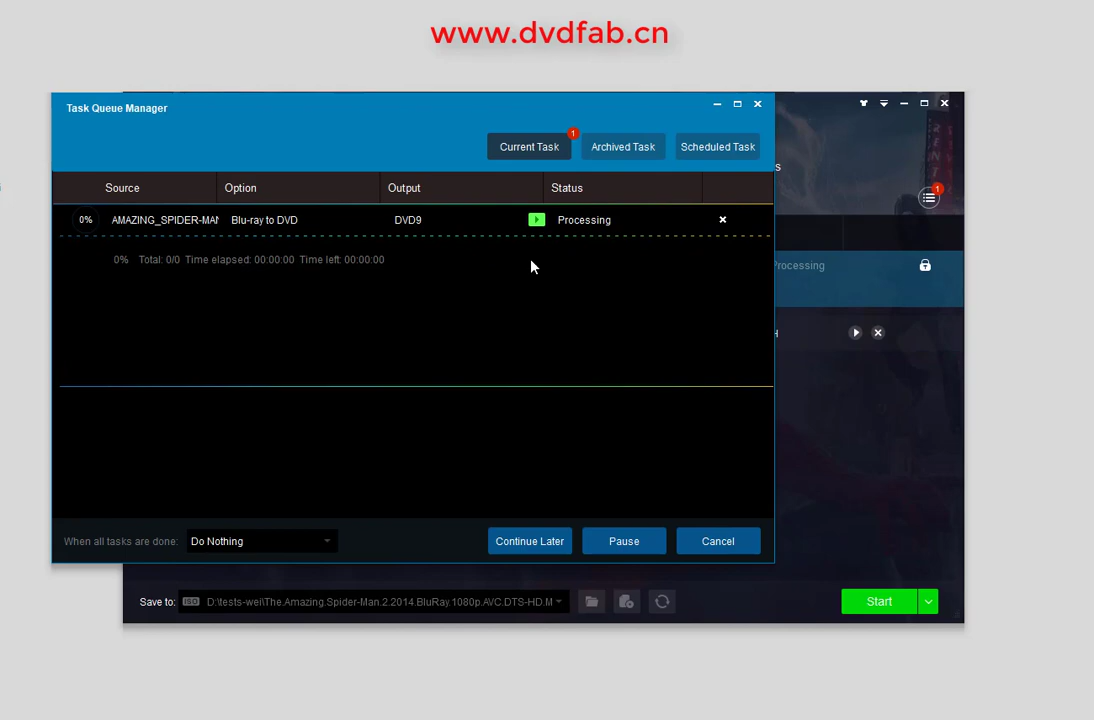 www.dvdfab.cn
Task Queue Manager
1
Current Task
Archived Task
Scheduled Task
s
1
Source
Option
Output
Status
0%
AMAZING_SPIDER-MAN
Blu-ray to DVD
DVD9
Processing
0% Total: 0/0 Time elapsed: 00:00:00 Time left: 00:00:00
Processing
H
When all tasks are done:
Do Nothing
Continue Later
Pause
Cancel
Save to:
ISO
D:\tests-wei\The.Amazing.Spider-Man.2.2014.BluRay.1080p.AVC.DTS-HD.M
Start